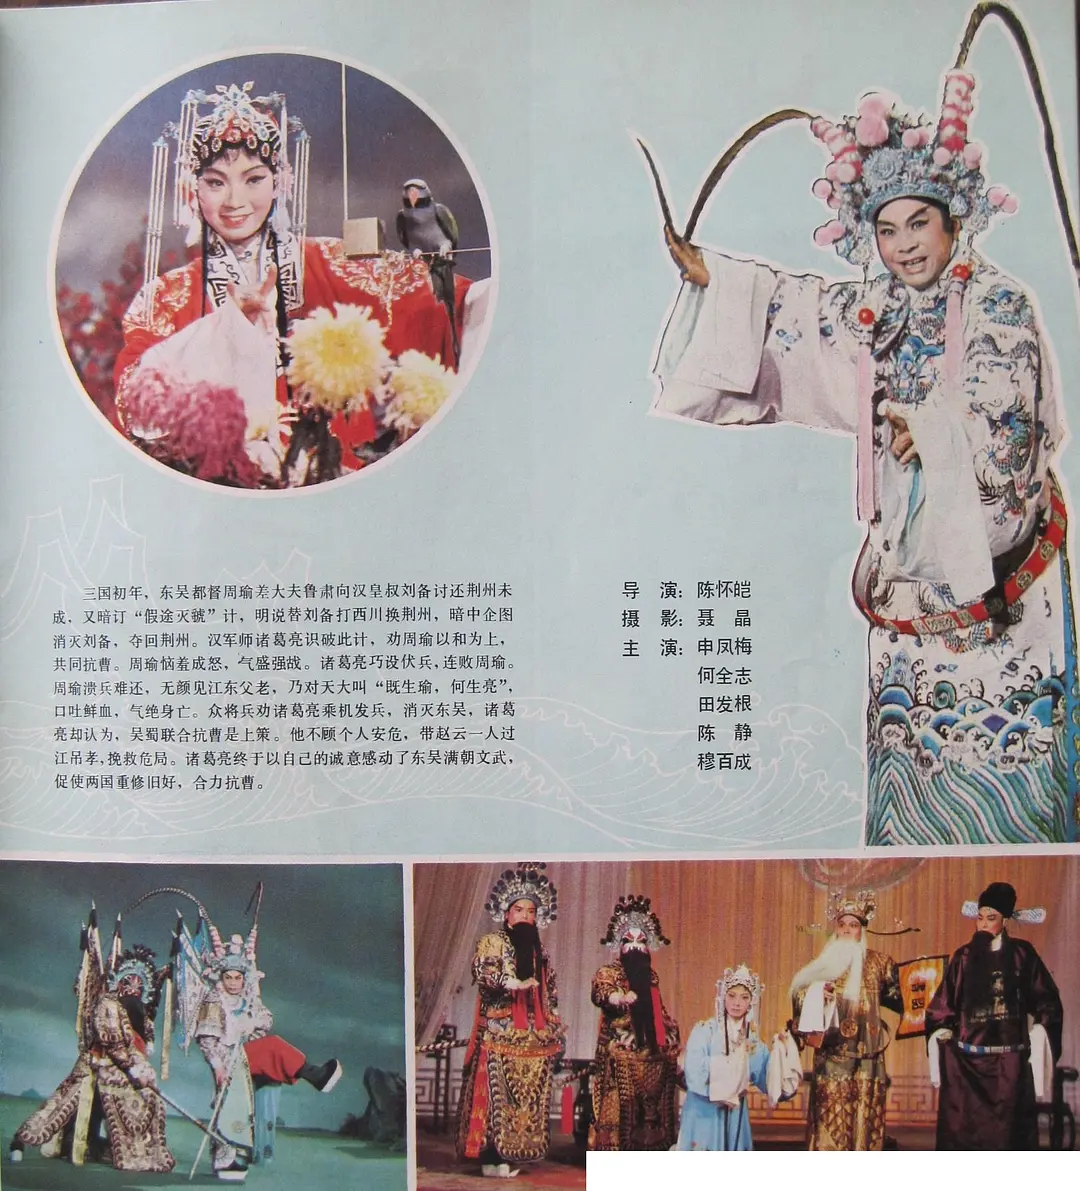 三国初年，东吴都督周瑜差大夫鲁肃向汉皇叔刘备讨还荆州未
成，又暗订“假途灭虢”计，明说替刘备打西川换荆州，暗中企图
消灭刘备，夺回荆州。汉军师诸葛亮识破此计，劝周瑜以和为上，
共同抗曹。周瑜恼羞成怒，气盛强战。诸葛亮巧设伏兵，连败周瑜。
周瑜溃兵难还，无颜见江东父老，乃对天大叫“既生瑜，何生亮”，
口吐鲜血，气绝身亡。众将兵劝诸葛亮乘机发兵，消灭东吴，诸葛
亮却认为，吴蜀联合抗曹是上策。他不顾个人安危，带赵云一人过
江吊孝，挽救危局。诸葛亮终于以自己的诚意感动了东吴满朝文武，
促使两国重修旧好，合力抗曹。
导 演：陈怀皑
摄 影：聂 晶
主 演：申凤梅
何全志
田发根
陈 静
穆百成